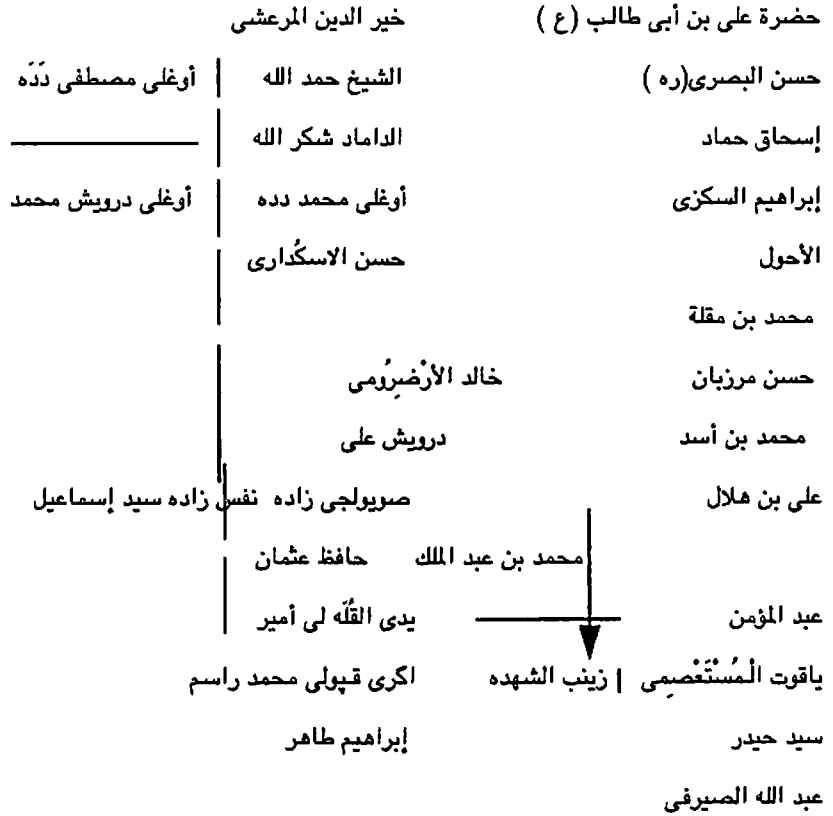 حضرة على بن أبى طالب (ع) خير الدين المرعشى
حسن البصرى (ره) الشيخ حمد الله أوغلى مصطفى دَدَه
إسحاق حماد الداماد شكر الله
إبراهيم السكزى أوغلى محمد دده أوغلى درويش محمد
الأحول حسن الاسكُدارى
محمد بن مقلة
حسن مرزبان خالد الأرْضِرُومى
محمد بن أسد درويش على
على بن هلال صويولجى زاده نفس زاده سيد إسماعيل
محمد بن عبد الملك حافظ عثمان
عبد المؤمن يدى القُلّه لى أمير
ياقوت الْمُسْتَعْصِمى زينب الشهده اكرى قپولى محمد راسم
سيد حيدر إبراهيم طاهر
عبد الله الصيرفى